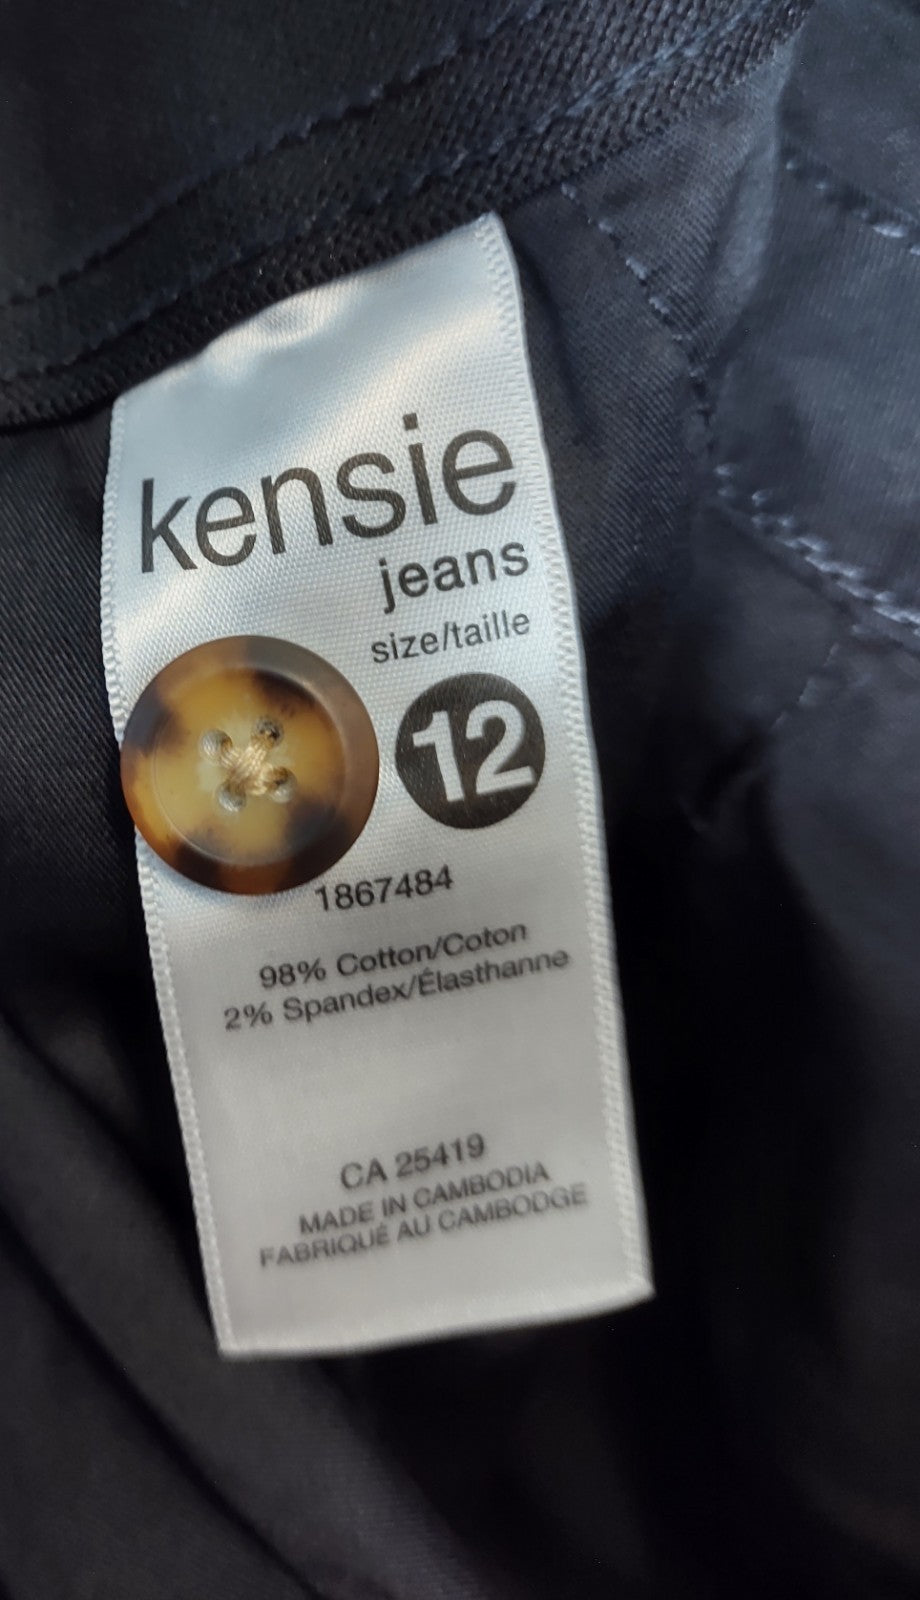 kensie
jeans
size/taille
12
1867484
98% Cotton/Coton
2% Spandex/Élasthanne
CA 25419
MADE IN CAMBODIA
FABRIQUÉ AU CAMBODGE